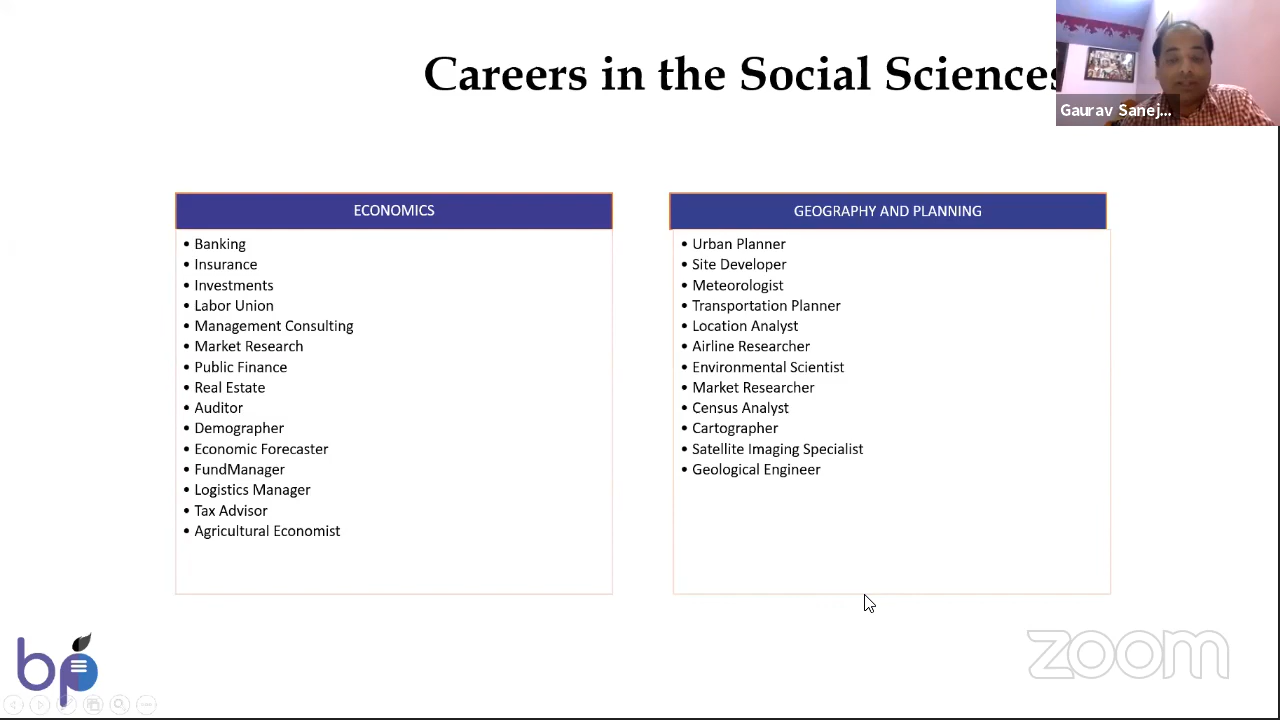 Careers in the Social Sciences
Gaurav Sanej...
ECONOMICS
• Banking
• Insurance
• Investments
• Labor Union
• Management Consulting
• Market Research
• Public Finance
• Real Estate
• Auditor
• Demographer
• Economic Forecaster
• FundManager
• Logistics Manager
• Tax Advisor
• Agricultural Economist
GEOGRAPHY AND PLANNING
• Urban Planner
• Site Developer
• Meteorologist
• Transportation Planner
• Location Analyst
• Airline Researcher
• Environmental Scientist
• Market Researcher
• Census Analyst
• Cartographer
• Satellite Imaging Specialist
• Geological Engineer
bp
zoom